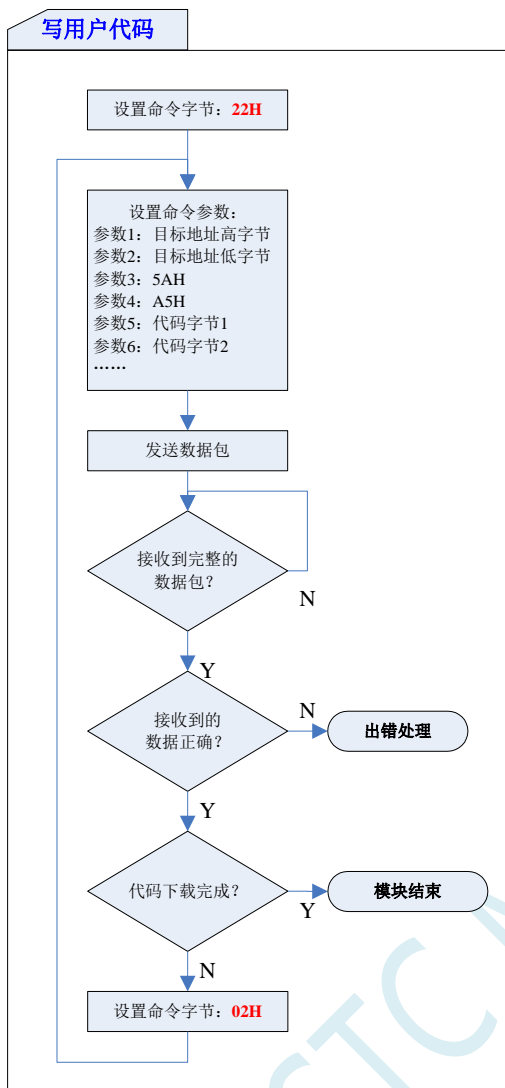 写用户代码
设置命令字节：22H
设置命令参数：
参数1：目标地址高字节
参数2：目标地址低字节
参数3：5AH
参数4：A5H
参数5：代码字节1
参数6：代码字节2
……
发送数据包
接收到完整的
数据包？
N
Y
接收到的
数据正确？
N
出错处理
Y
代码下载完成？
Y
模块结束
N
设置命令字节：02H
STC